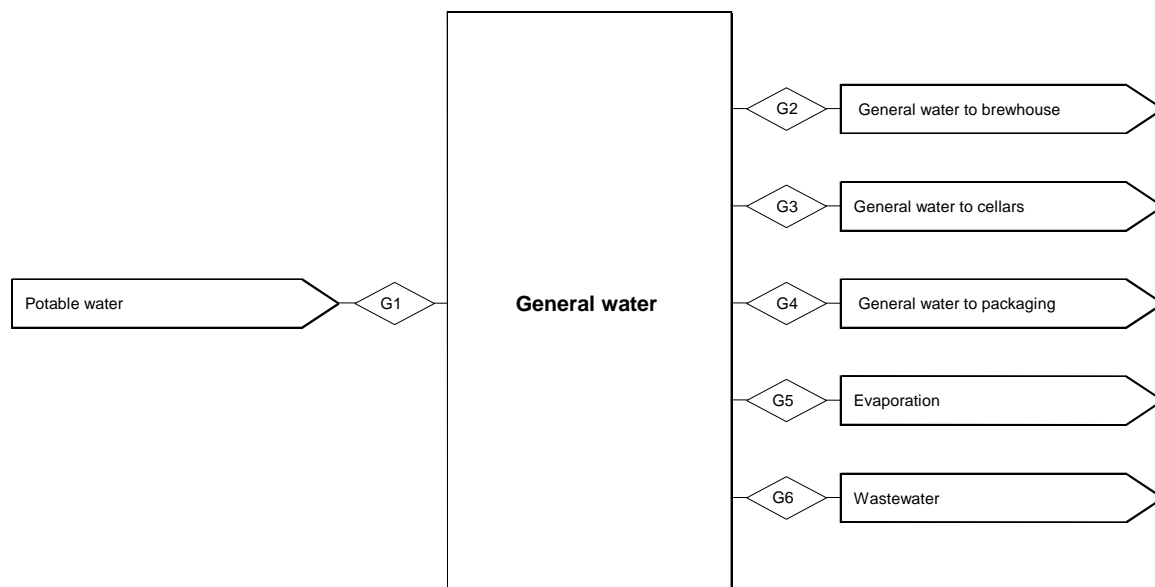 G2
General water to brewhouse
G3
General water to cellars
Potable water
G1
General water
G4
General water to packaging
G5
Evaporation
G6
Wastewater